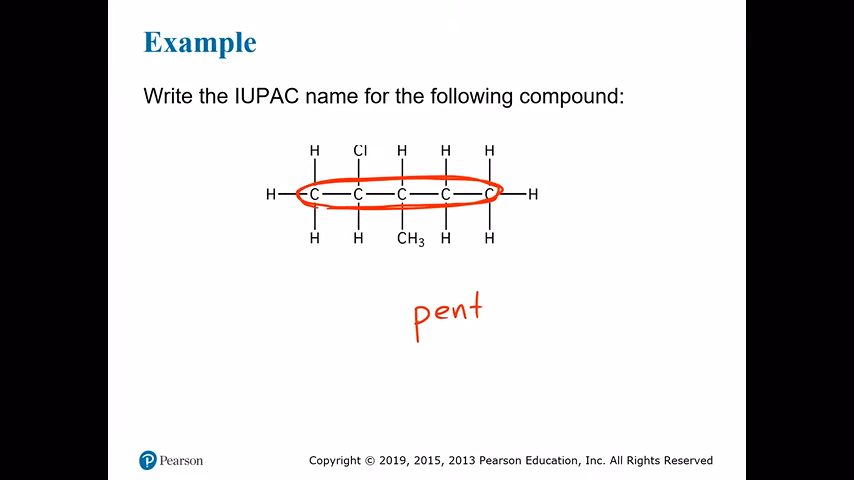 Example
Write the IUPAC name for the following compound:
H Cl H H H
H C C C C C H
H H CH₃ H H
pent
Pearson
Copyright © 2019, 2015, 2013 Pearson Education, Inc. All Rights Reserved